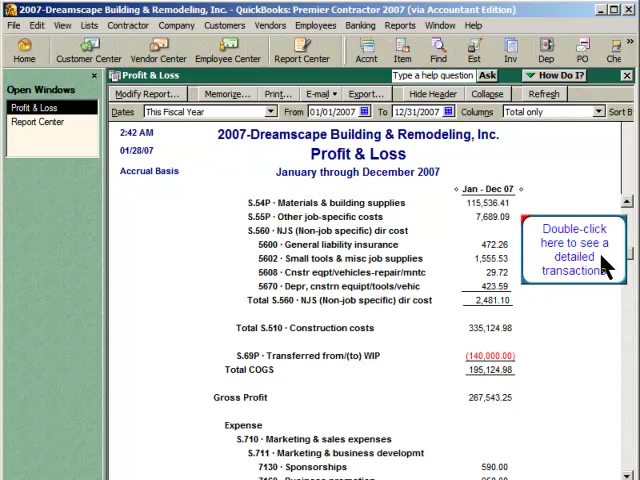 2007-Dreamscape Building & Remodeling, Inc. - QuickBooks: Premier Contractor 2007 (via Accountant Edition)
File Edit View Lists Contractor Company Customers Vendors Employees Banking Reports Window Help
Home Customer Center Vendor Center Employee Center Report Center Accnt Item Find Est Inv Dep PO Che
Open Windows
Profit & Loss
Report Center
Profit & Loss Type a help question Ask How Do I?
Modify Report... Memorize... Print... E-mail Export... Hide Header Collapse Refresh
Dates This Fiscal Year From 01/01/2007 To 12/31/2007 Columns Total only Sort B
2:42 AM
01/28/07
Accrual Basis
2007-Dreamscape Building & Remodeling, Inc.
Profit & Loss
January through December 2007
Jan - Dec 07
S.54P · Materials & building supplies 115,536.41
S.55P · Other job-specific costs 7,689.09
S.560 · NJS (Non-job specific) dir cost
5600 · General liability insurance 472.26
5602 · Small tools & misc job supplies 1,555.53
5608 · Cnstr eqpt/vehicles-repair/mntc 29.72
5670 · Depr, cnstrn equipt/tools/vehic 423.59
Total S.560 · NJS (Non-job specific) dir cost 2,481.10
Total S.510 · Construction costs 335,124.98
S.69P · Transferred from/(to) WIP (140,000.00)
Total COGS 195,124.98
Gross Profit 267,543.25
Expense
S.710 · Marketing & sales expenses
S.711 · Marketing & business developmt
7130 · Sponsorships 590.00
Double-click
here to see a
detailed
transaction